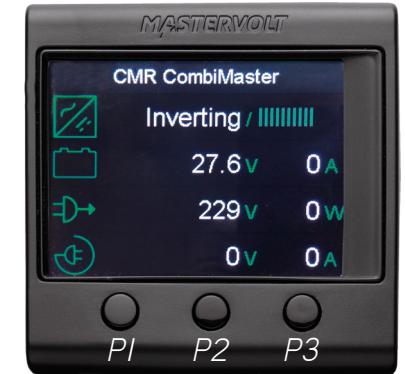 MASTERVOLT
CMR CombiMaster
Inverting /
27.6 V 0 A
229 V 0 W
0 V 0 A
P1 P2 P3